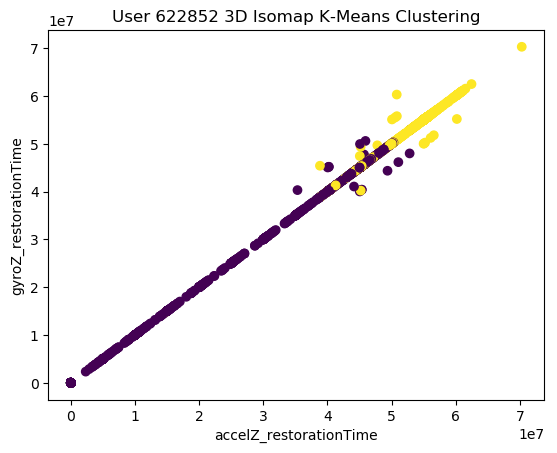 User 622852 3D Isomap K-Means Clustering
1e7
7
6
5
4
3
2
1
0
gyroZ_restorationTime
0 1 2 3 4 5 6 7
accelZ_restorationTime
1e7